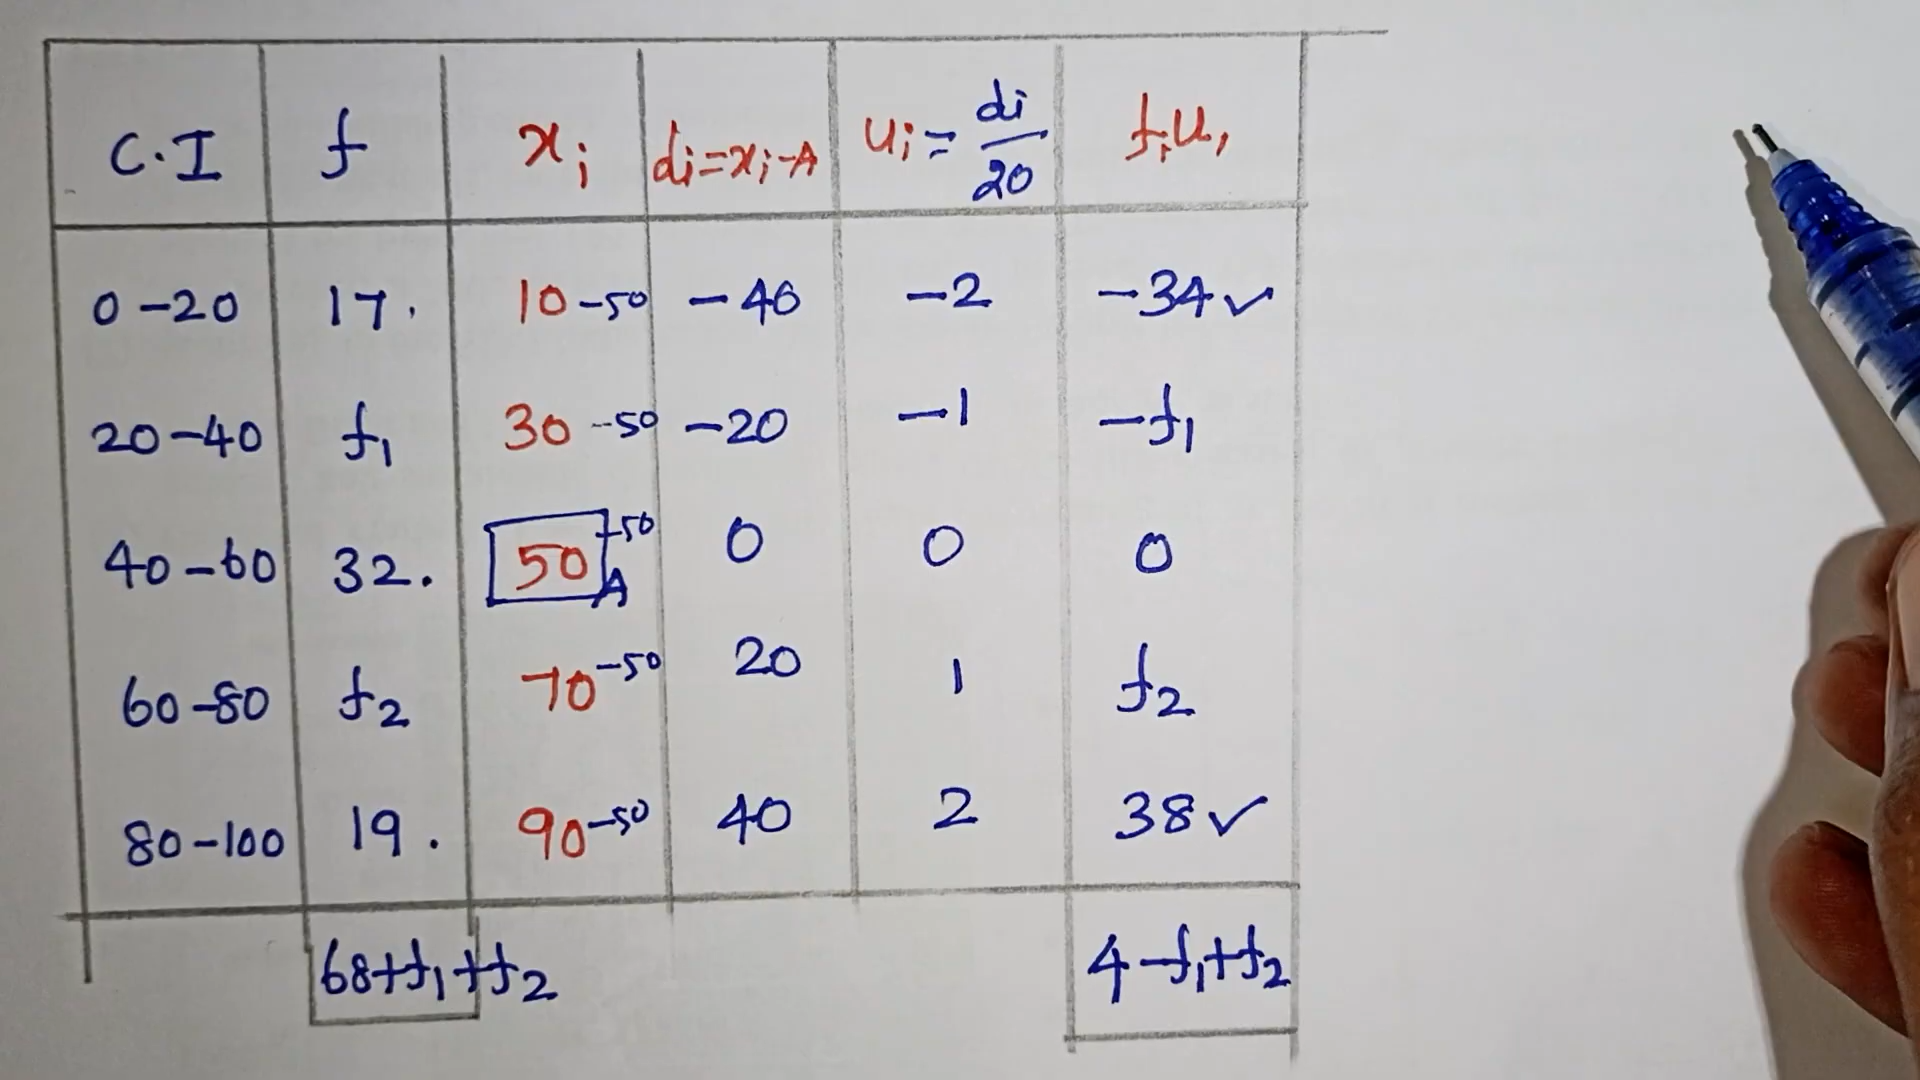 C.I f xi di=xi-A ui = di/20 fiui
0-20 17. 10-50 -40 -2 -34✓
20-40 f1 30-50 -20 -1 -f1
40-60 32. 50-50 A 0 0 0
60-80 f2 70-50 20 1 f2
80-100 19. 90-50 40 2 38✓
68+f1+f2 4-f1+f2